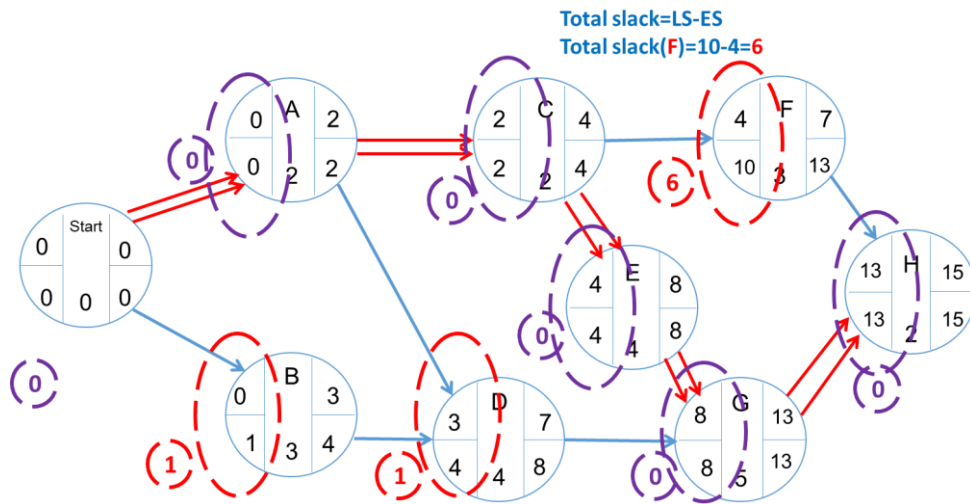 Total slack=LS-ES
Total slack(F)=10-4=6
0 A 2
0 2 2
0
2 C 4
2 2 4
0
4 F 7
10 3 13
6
Start
0 0
0 0 0
0
4 E 8
4 4 8
0
13 H 15
13 2 15
0
B
0 3
1 3 4
1
3 D 7
4 4 8
1
8 G 13
8 5 13
0